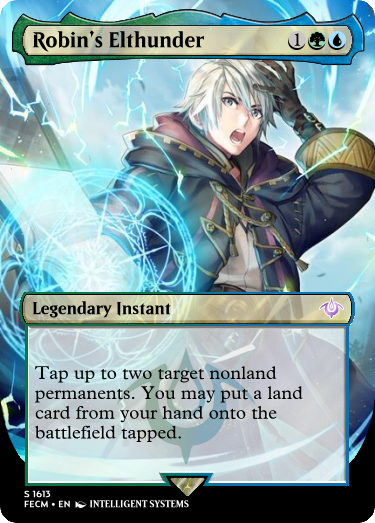 Robin's Elthunder 1
Legendary Instant
Tap up to two target nonland
permanents. You may put a land
card from your hand onto the
battlefield tapped.
S 1613
FECM • EN INTELLIGENT SYSTEMS